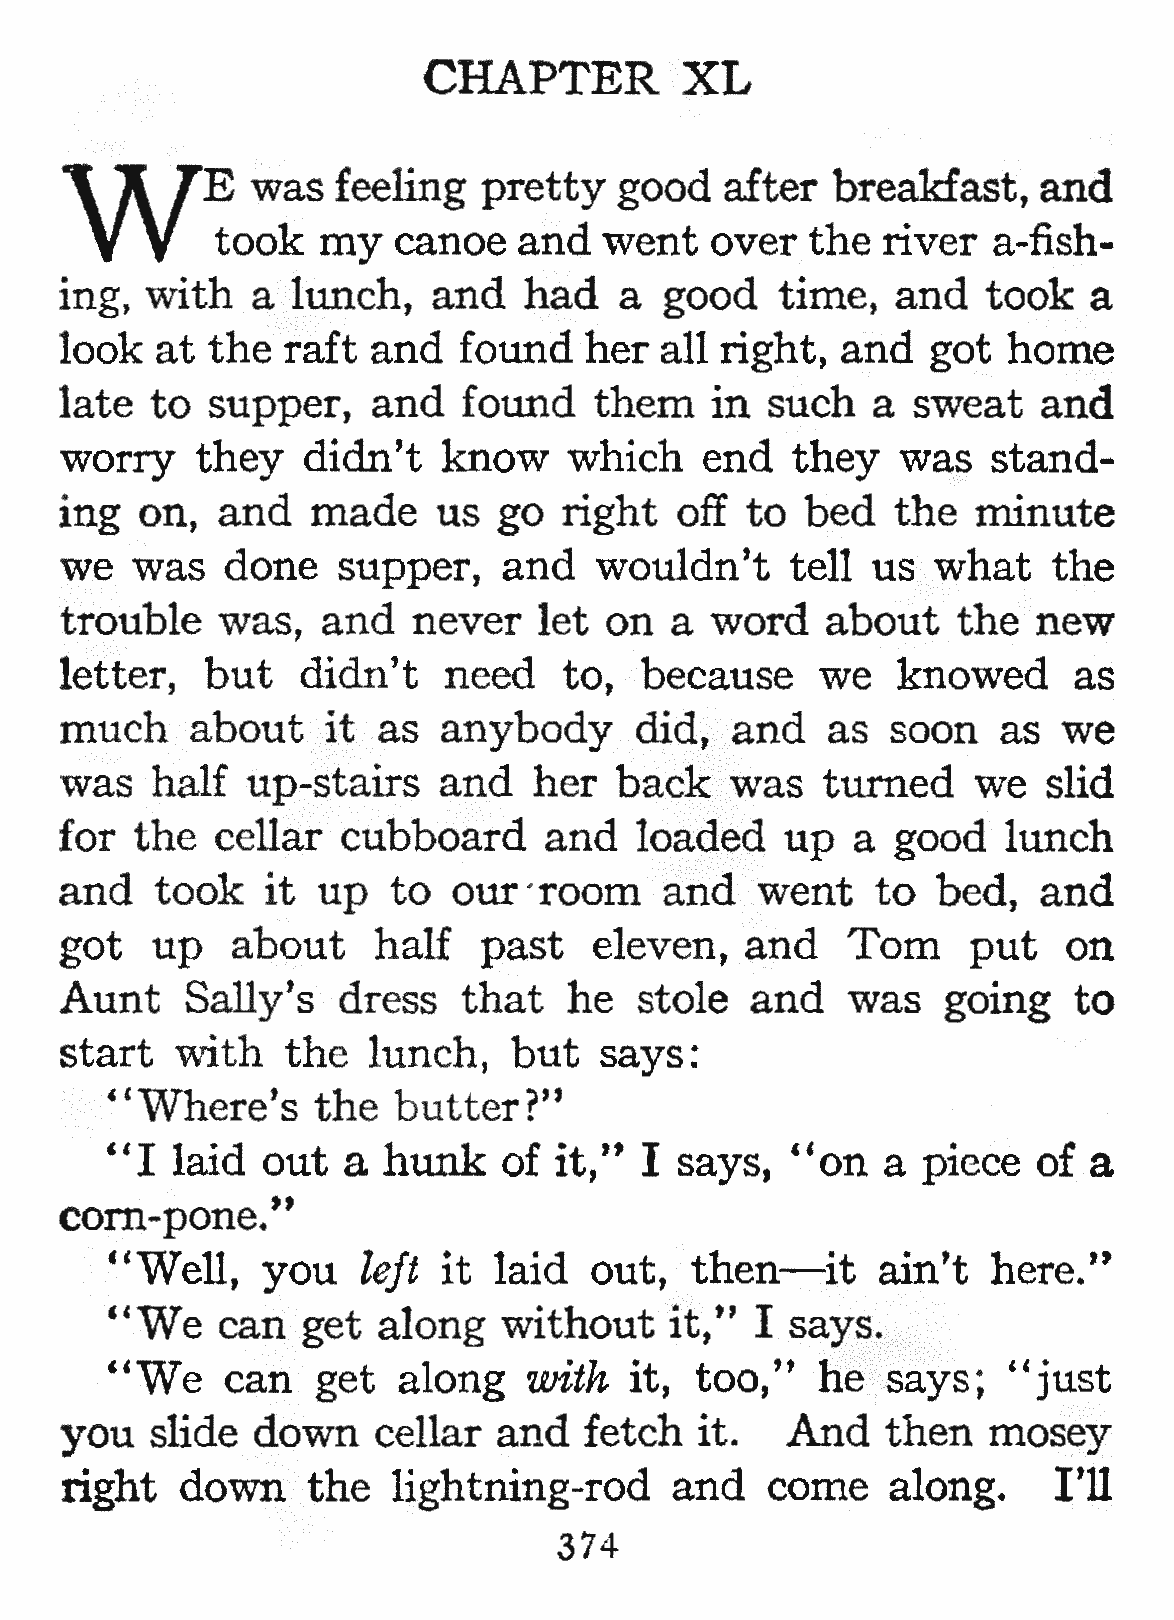 CHAPTER XL
WE was feeling pretty good after breakfast, and
took my canoe and went over the river a-fish-
ing, with a lunch, and had a good time, and took a
look at the raft and found her all right, and got home
late to supper, and found them in such a sweat and
worry they didn't know which end they was stand-
ing on, and made us go right off to bed the minute
we was done supper, and wouldn't tell us what the
trouble was, and never let on a word about the new
letter, but didn't need to, because we knowed as
much about it as anybody did, and as soon as we
was half up-stairs and her back was turned we slid
for the cellar cubboard and loaded up a good lunch
and took it up to our room and went to bed, and
got up about half past eleven, and Tom put on
Aunt Sally's dress that he stole and was going to
start with the lunch, but says:
"Where's the butter?"
"I laid out a hunk of it," I says, "on a piece of a
corn-pone."
"Well, you left it laid out, then—it ain't here."
"We can get along without it," I says.
"We can get along with it, too," he says; "just
you slide down cellar and fetch it. And then mosey
right down the lightning-rod and come along. I'll
374